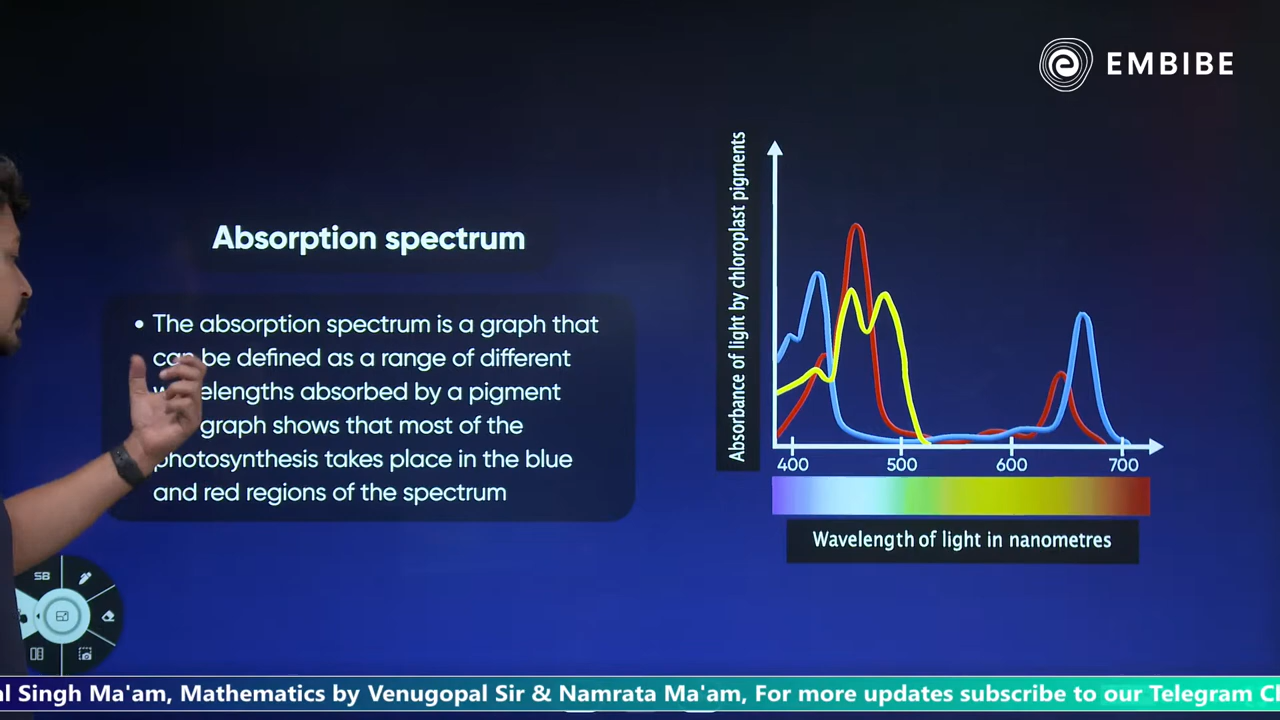 EMBIBE
Absorption spectrum
• The absorption spectrum is a graph that
can be defined as a range of different
elengths absorbed by a pigment
graph shows that most of the
photosynthesis takes place in the blue
and red regions of the spectrum
Absorbance of light by chloroplast pigments
400 500 600 700
Wavelength of light in nanometres
SB
al Singh Ma'am, Mathematics by Venugopal Sir & Namrata Ma'am, For more updates subscribe to our Telegram C